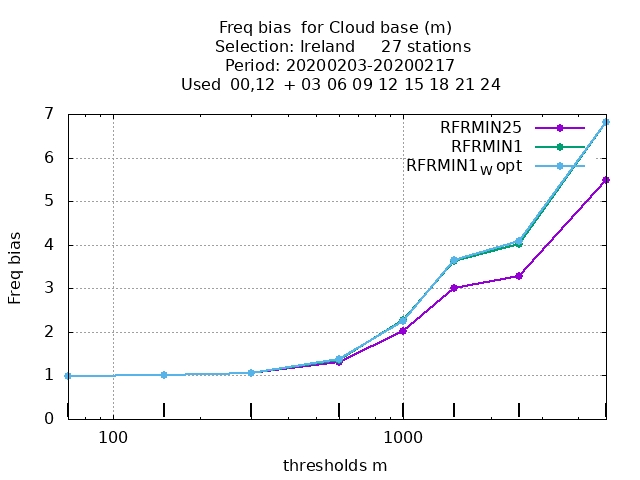 Freq bias  for Cloud base (m)
Selection: Ireland     27 stations
Period: 20200203-20200217
Used  00,12  + 03 06 09 12 15 18 21 24
7
6
5
4
3
2
1
0
Freq bias
RFRMIN25
RFRMIN1
RFRMIN1W opt
100
1000
thresholds m